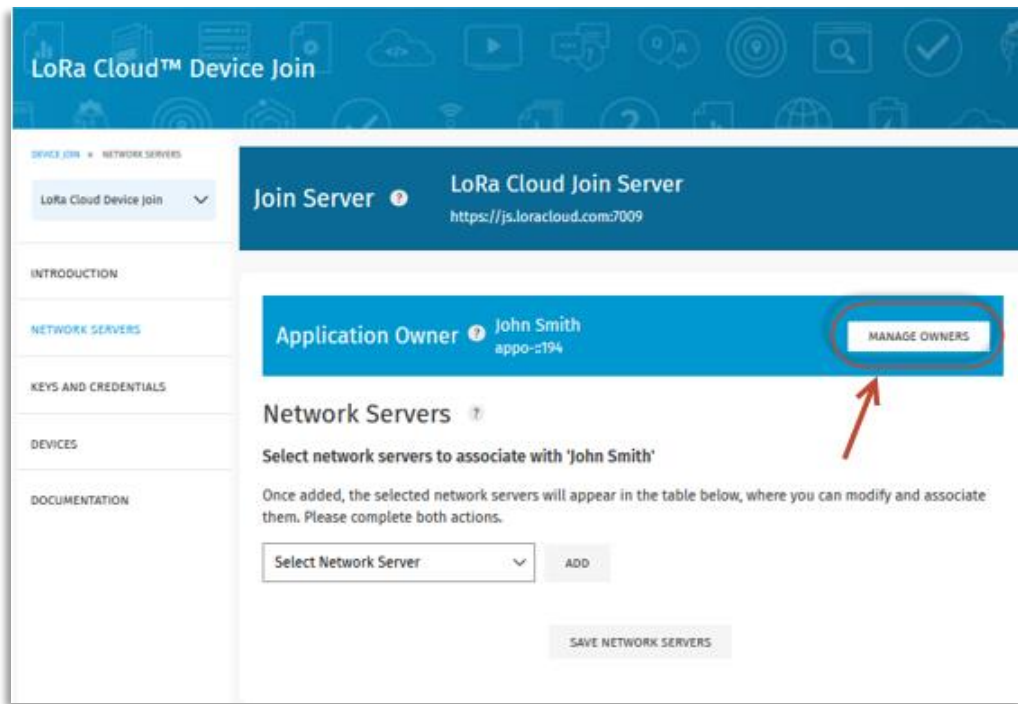 LoRa Cloud™ Device Join
DEVICE JOIN
NETWORK SERVERS
LoRa Cloud Device Join
Join Server ?
LoRa Cloud Join Server
https://js.loracloud.com:7009
INTRODUCTION
NETWORK SERVERS
KEYS AND CREDENTIALS
DEVICES
DOCUMENTATION
Application Owner ?
John Smith
appo-::194
MANAGE OWNERS
Network Servers ?
Select network servers to associate with 'John Smith'
Once added, the selected network servers will appear in the table below, where you can modify and associate
them. Please complete both actions.
Select Network Server
ADD
SAVE NETWORK SERVERS